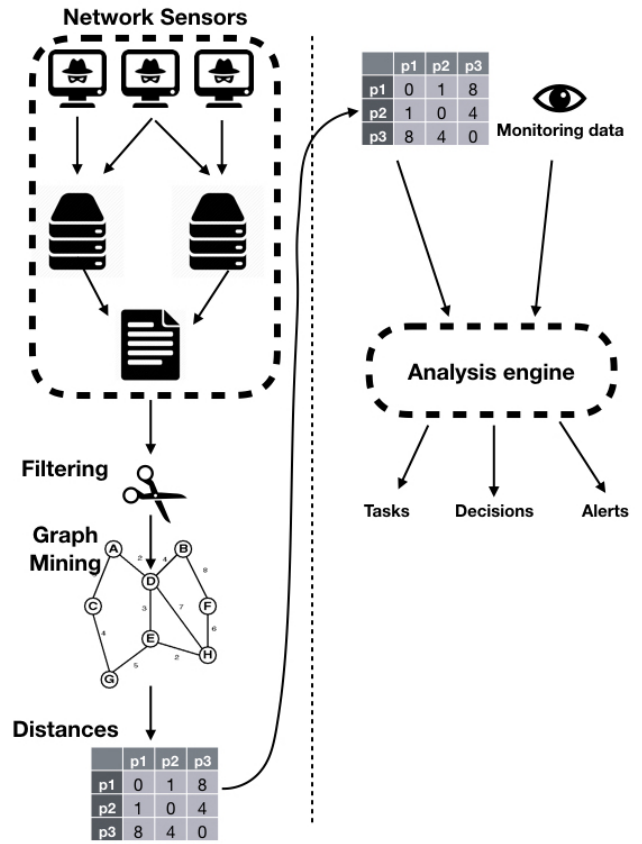 Network Sensors
Filtering
Graph
Mining
A
B
2
4
8
D
C
F
3
7
6
4
E
H
2
5
G
Distances
p1 p2 p3
p1 0 1 8
p2 1 0 4
p3 8 4 0
p1 p2 p3
p1 0 1 8
p2 1 0 4
p3 8 4 0
Monitoring data
Analysis engine
Tasks
Decisions
Alerts